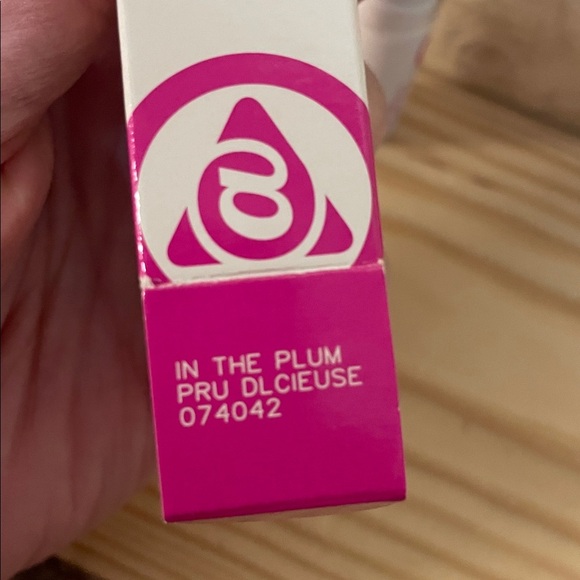 IN THE PLUM
PRU DLCIEUSE
074042